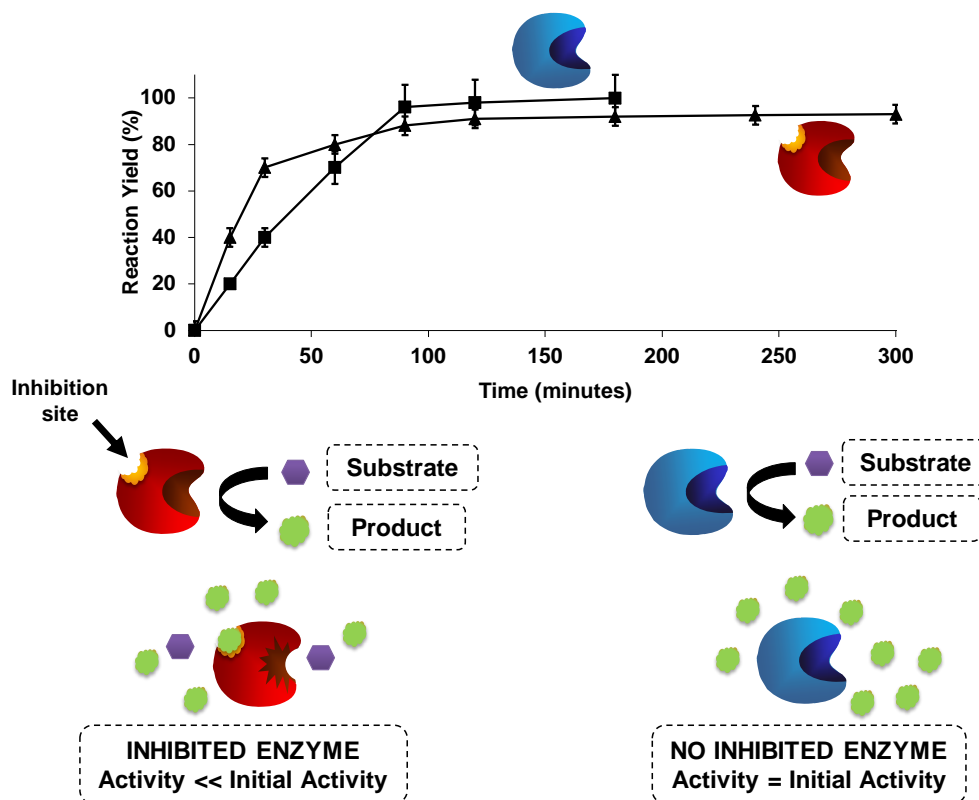 100
80
60
40
20
0
Reaction Yield (%)
0 50 100 150 200 250 300
Time (minutes)
Inhibition
site
Substrate
Product
Substrate
Product
INHIBITED ENZYME
Activity << Initial Activity
NO INHIBITED ENZYME
Activity = Initial Activity